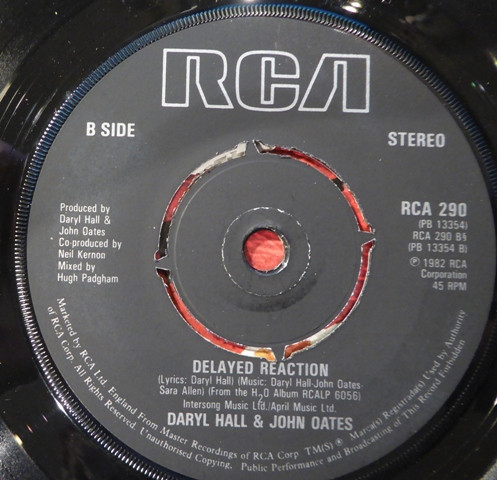 RCA
B SIDE
STEREO
Produced by
Daryl Hall &
John Oates
Co-produced by
Neil Kernon
Mixed by
Hugh Padgham
RCA 290
(PB 13354)
RCA 290 B§
(PB 13354 B)
℗ 1982 RCA
Corporation
45 RPM
DELAYED REACTION
(Lyrics: Daryl Hall) (Music: Daryl Hall-John Oates-
Sara Allen) (From the H2O Album RCALP 6056)
Intersong Music Ltd./April Music Ltd.
DARYL HALL & JOHN OATES
Marketed by RCA Ltd. England From Master Recordings of RCA Corp. TM(S) ® Marca(s) Registrada(s) Used by Authority
of RCA Corp. All Rights Reserved. Unauthorised Copying, Public Performance and Broadcasting of This Record Forbidden